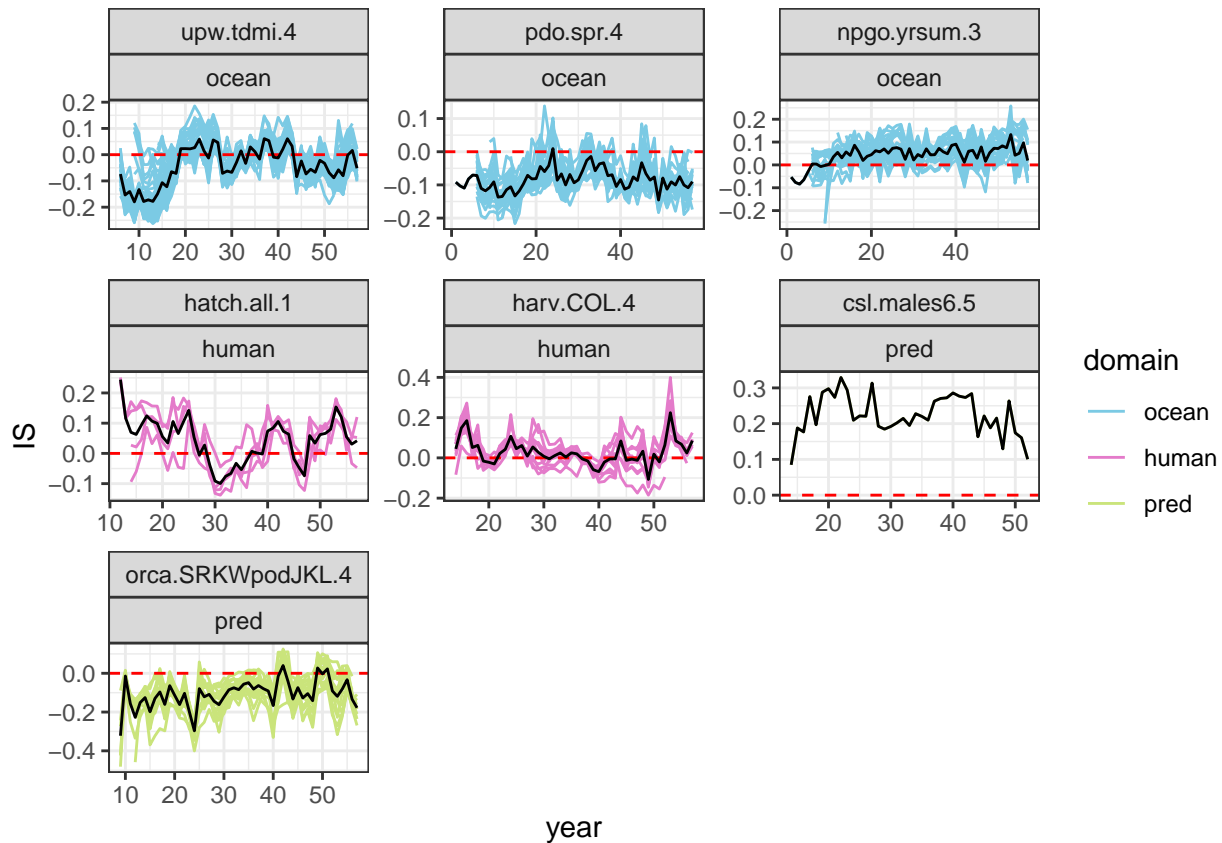 upw.tdmi.4 pdo.spr.4 npgo.yrsum.3
ocean ocean ocean
0.2
0.1
0.0
−0.1
−0.2
10 20 30 40 50
0.1
0.0
−0.1
−0.2
0 20 40
0.2
0.1
0.0
−0.1
−0.2
0 20 40
hatch.all.1 harv.COL.4 csl.males6.5
human human pred
0.2
0.1
0.0
−0.1
10 20 30 40 50
0.4
0.2
0.0
−0.2
20 30 40 50
0.3
0.2
0.1
0.0
20 30 40 50
orca.SRKWpodJKL.4
pred
0.0
−0.2
−0.4
10 20 30 40 50
IS
year
domain
ocean
human
pred